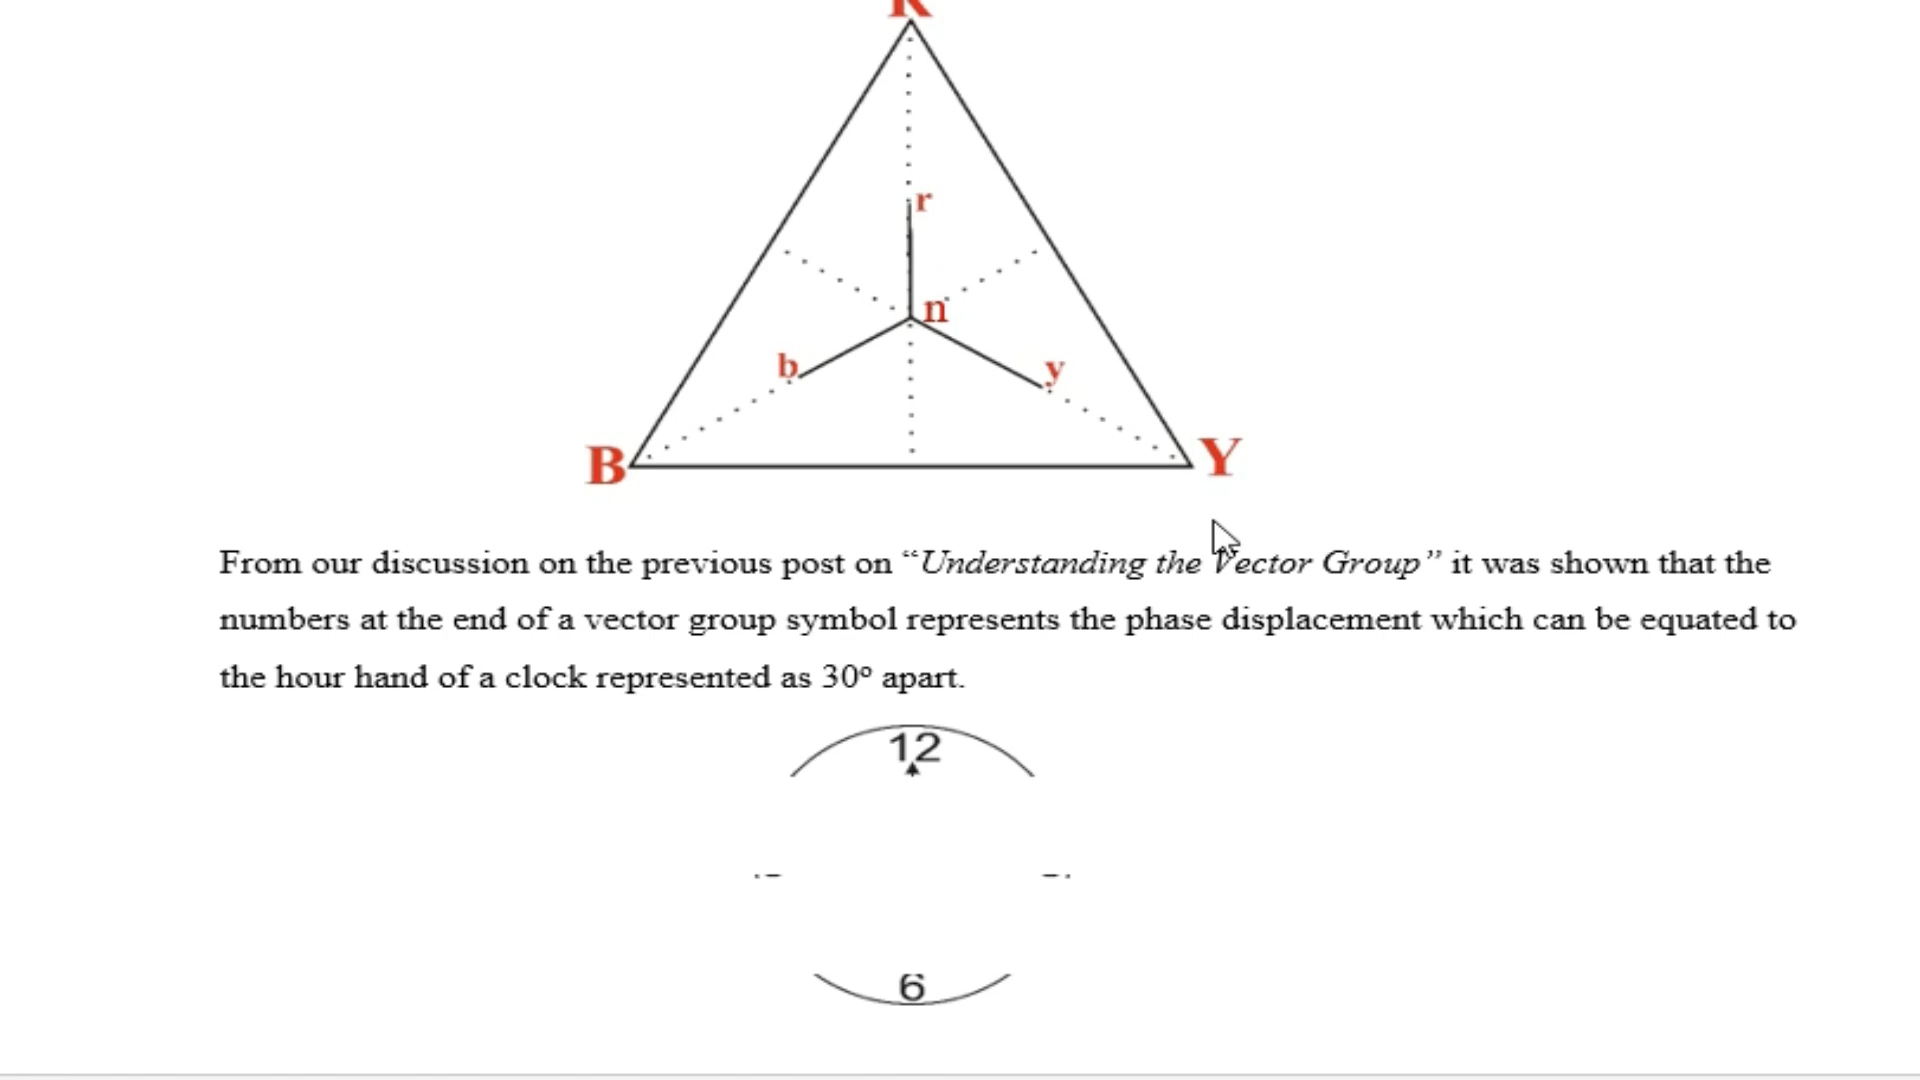 R
r
n
b
y
B
Y
From our discussion on the previous post on “Understanding the Vector Group” it was shown that the
numbers at the end of a vector group symbol represents the phase displacement which can be equated to
the hour hand of a clock represented as 30° apart.
12
6